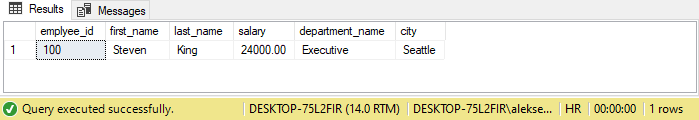 Results Messages
emplyee_id first_name last_name salary department_name city
1 100 Steven King 24000.00 Executive Seattle
Query executed successfully. DESKTOP-75L2FIR (14.0 RTM) DESKTOP-75L2FIR\alekse... HR 00:00:00 1 rows